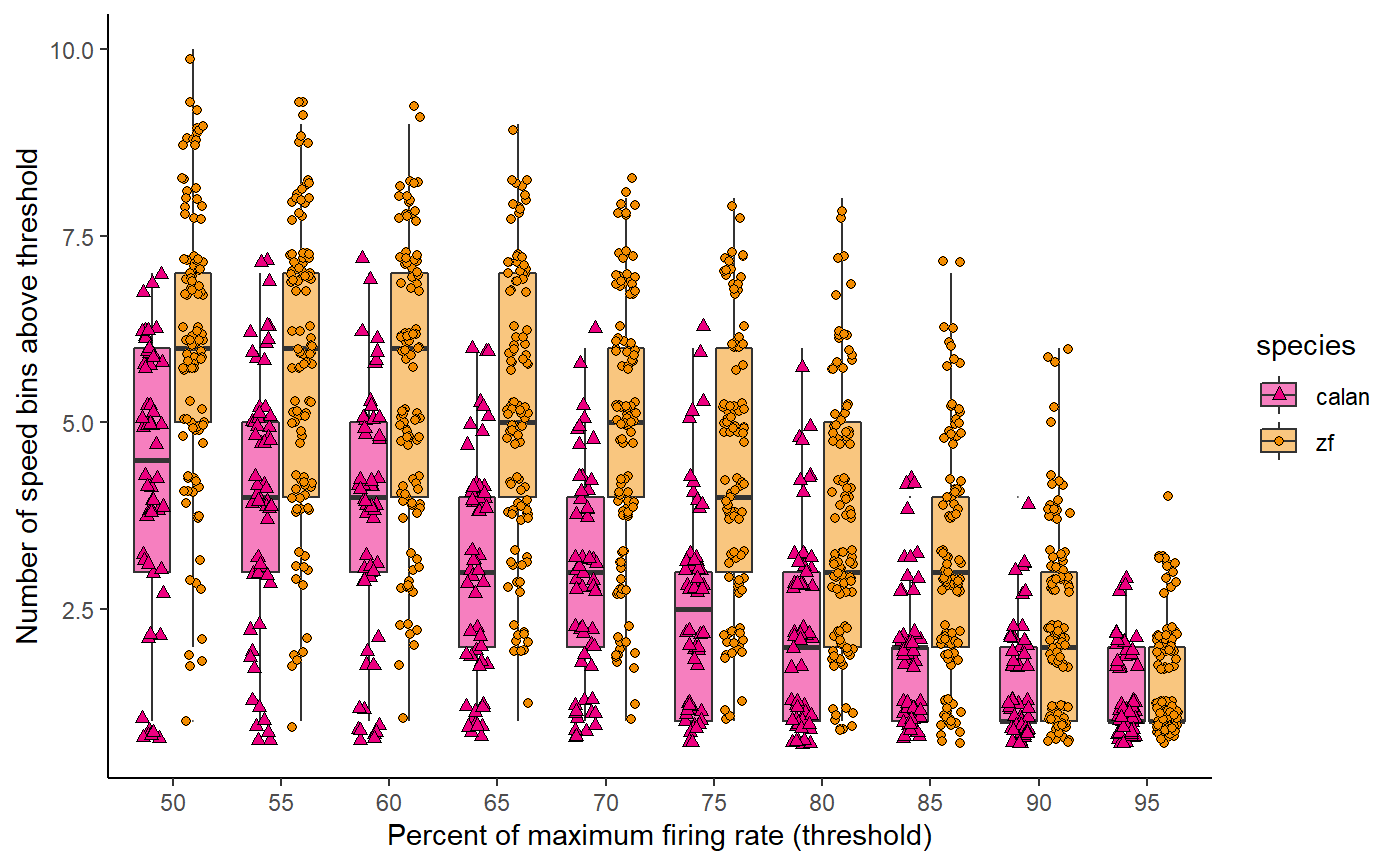 Number of speed bins above threshold
10.0
7.5
5.0
2.5
50 55 60 65 70 75 80 85 90 95
Percent of maximum firing rate (threshold)
species
calan
zf